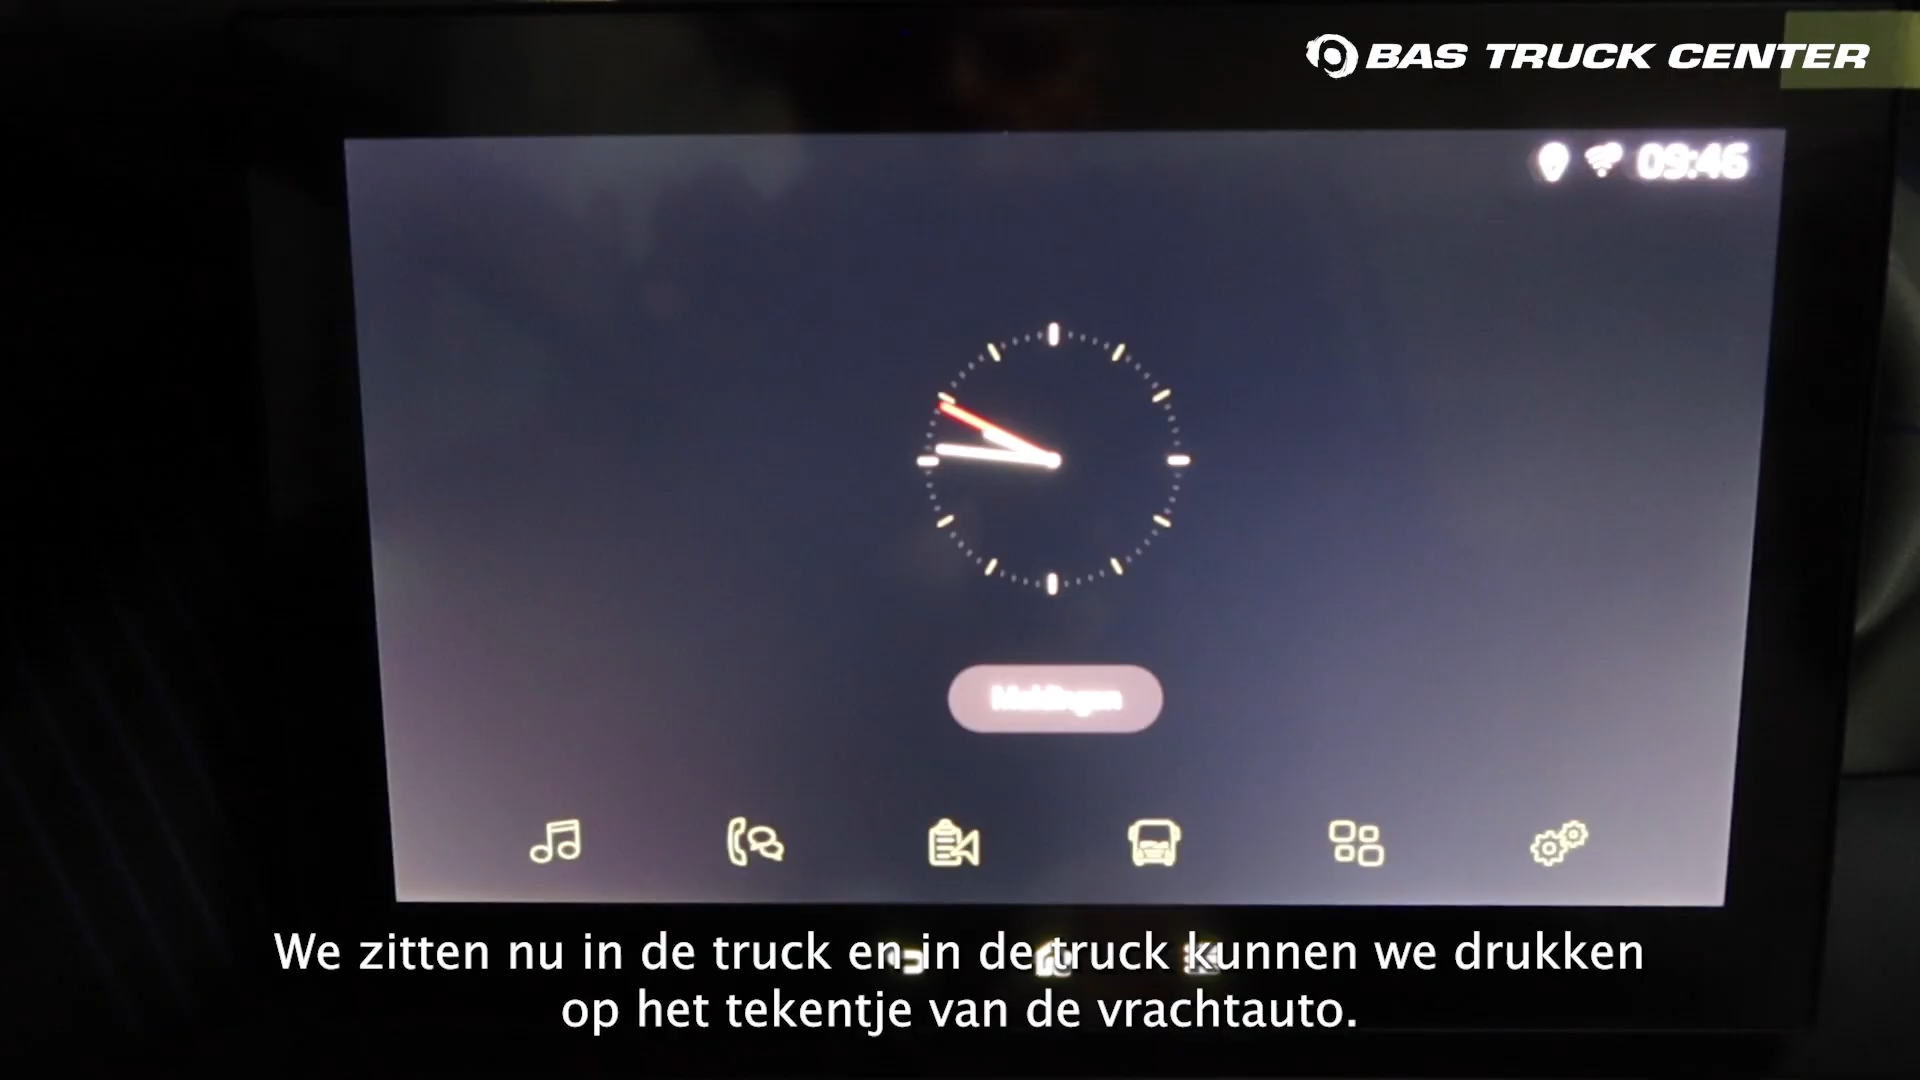 BAS TRUCK CENTER
09:46
Meldingen
We zitten nu in de truck en in de truck kunnen we drukken
op het tekentje van de vrachtauto.